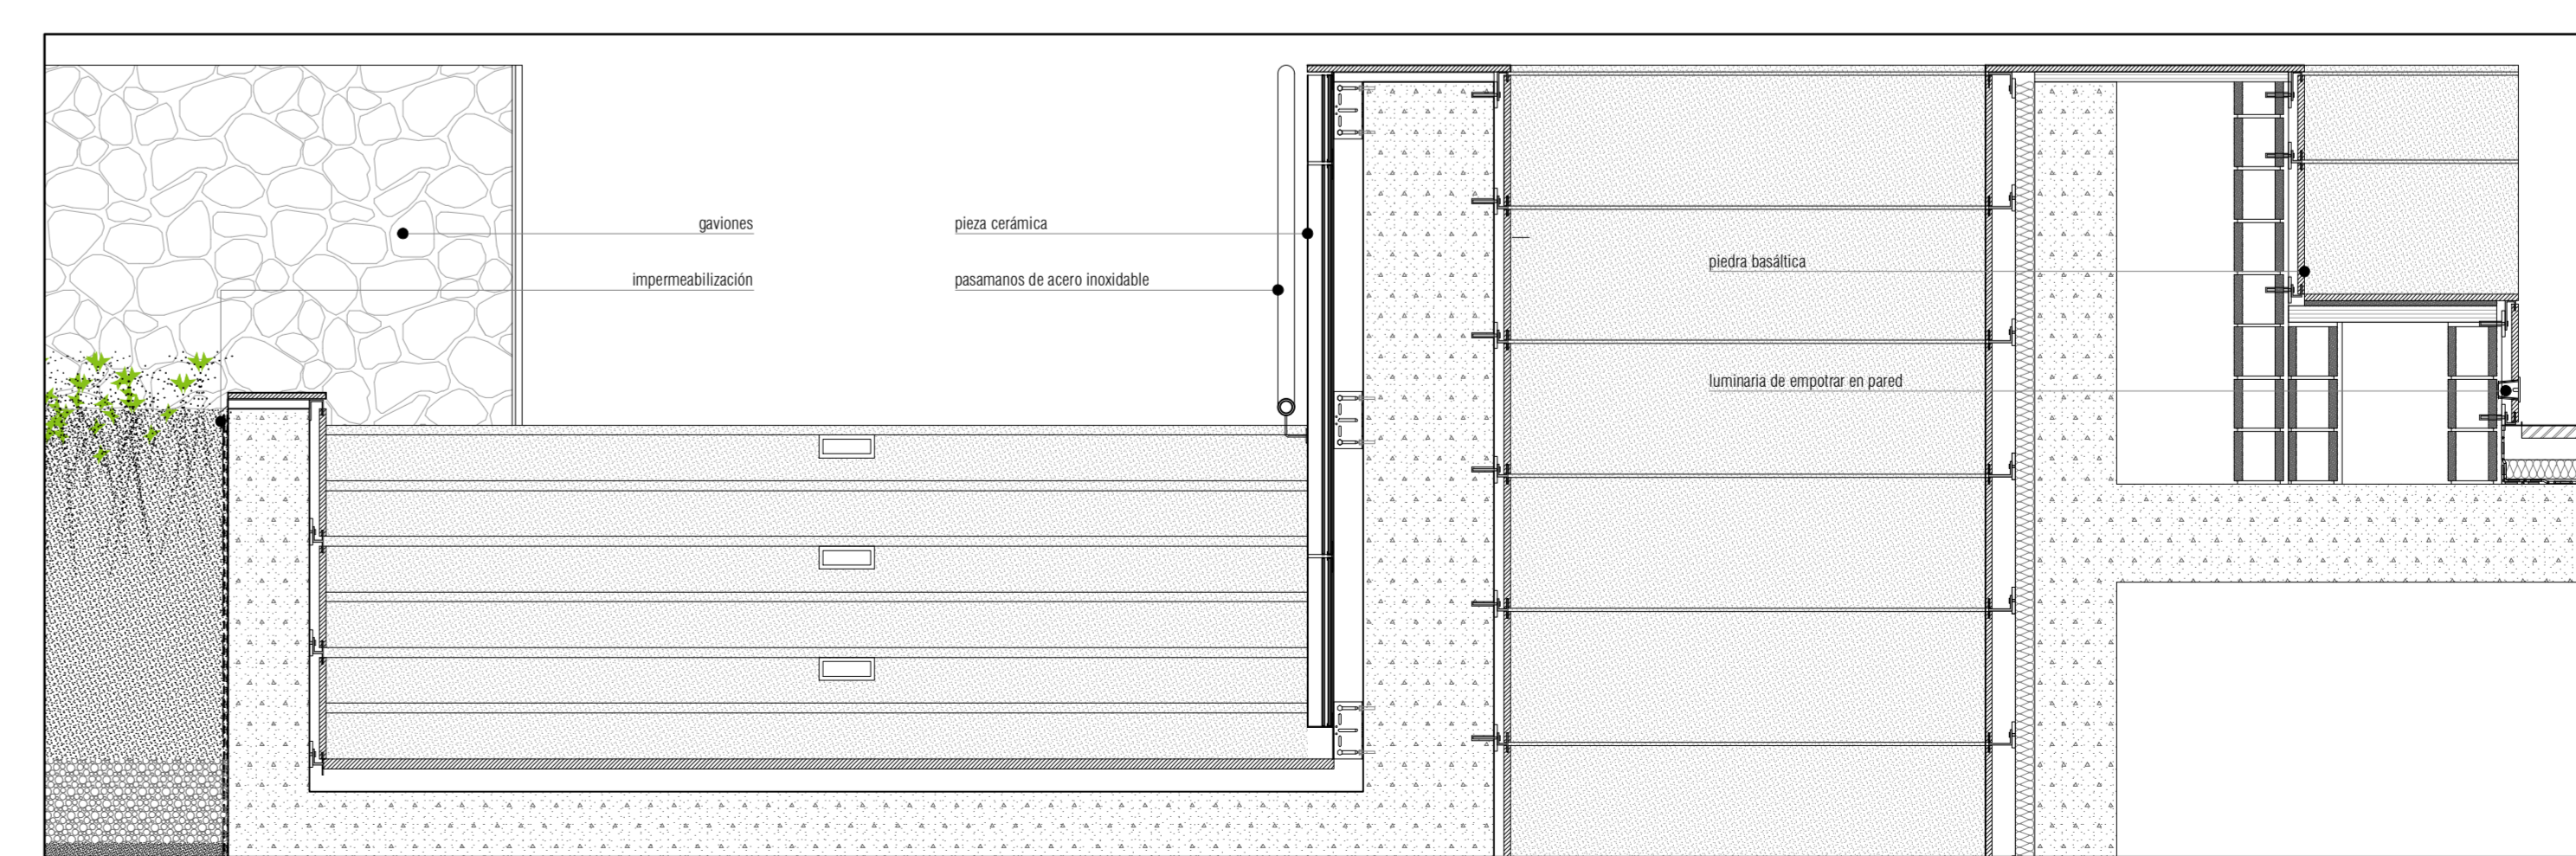 gaviones
impermeabilización
pieza cerámica
pasamanos de acero inoxidable
piedra basáltica
luminaria de empotrar en pared